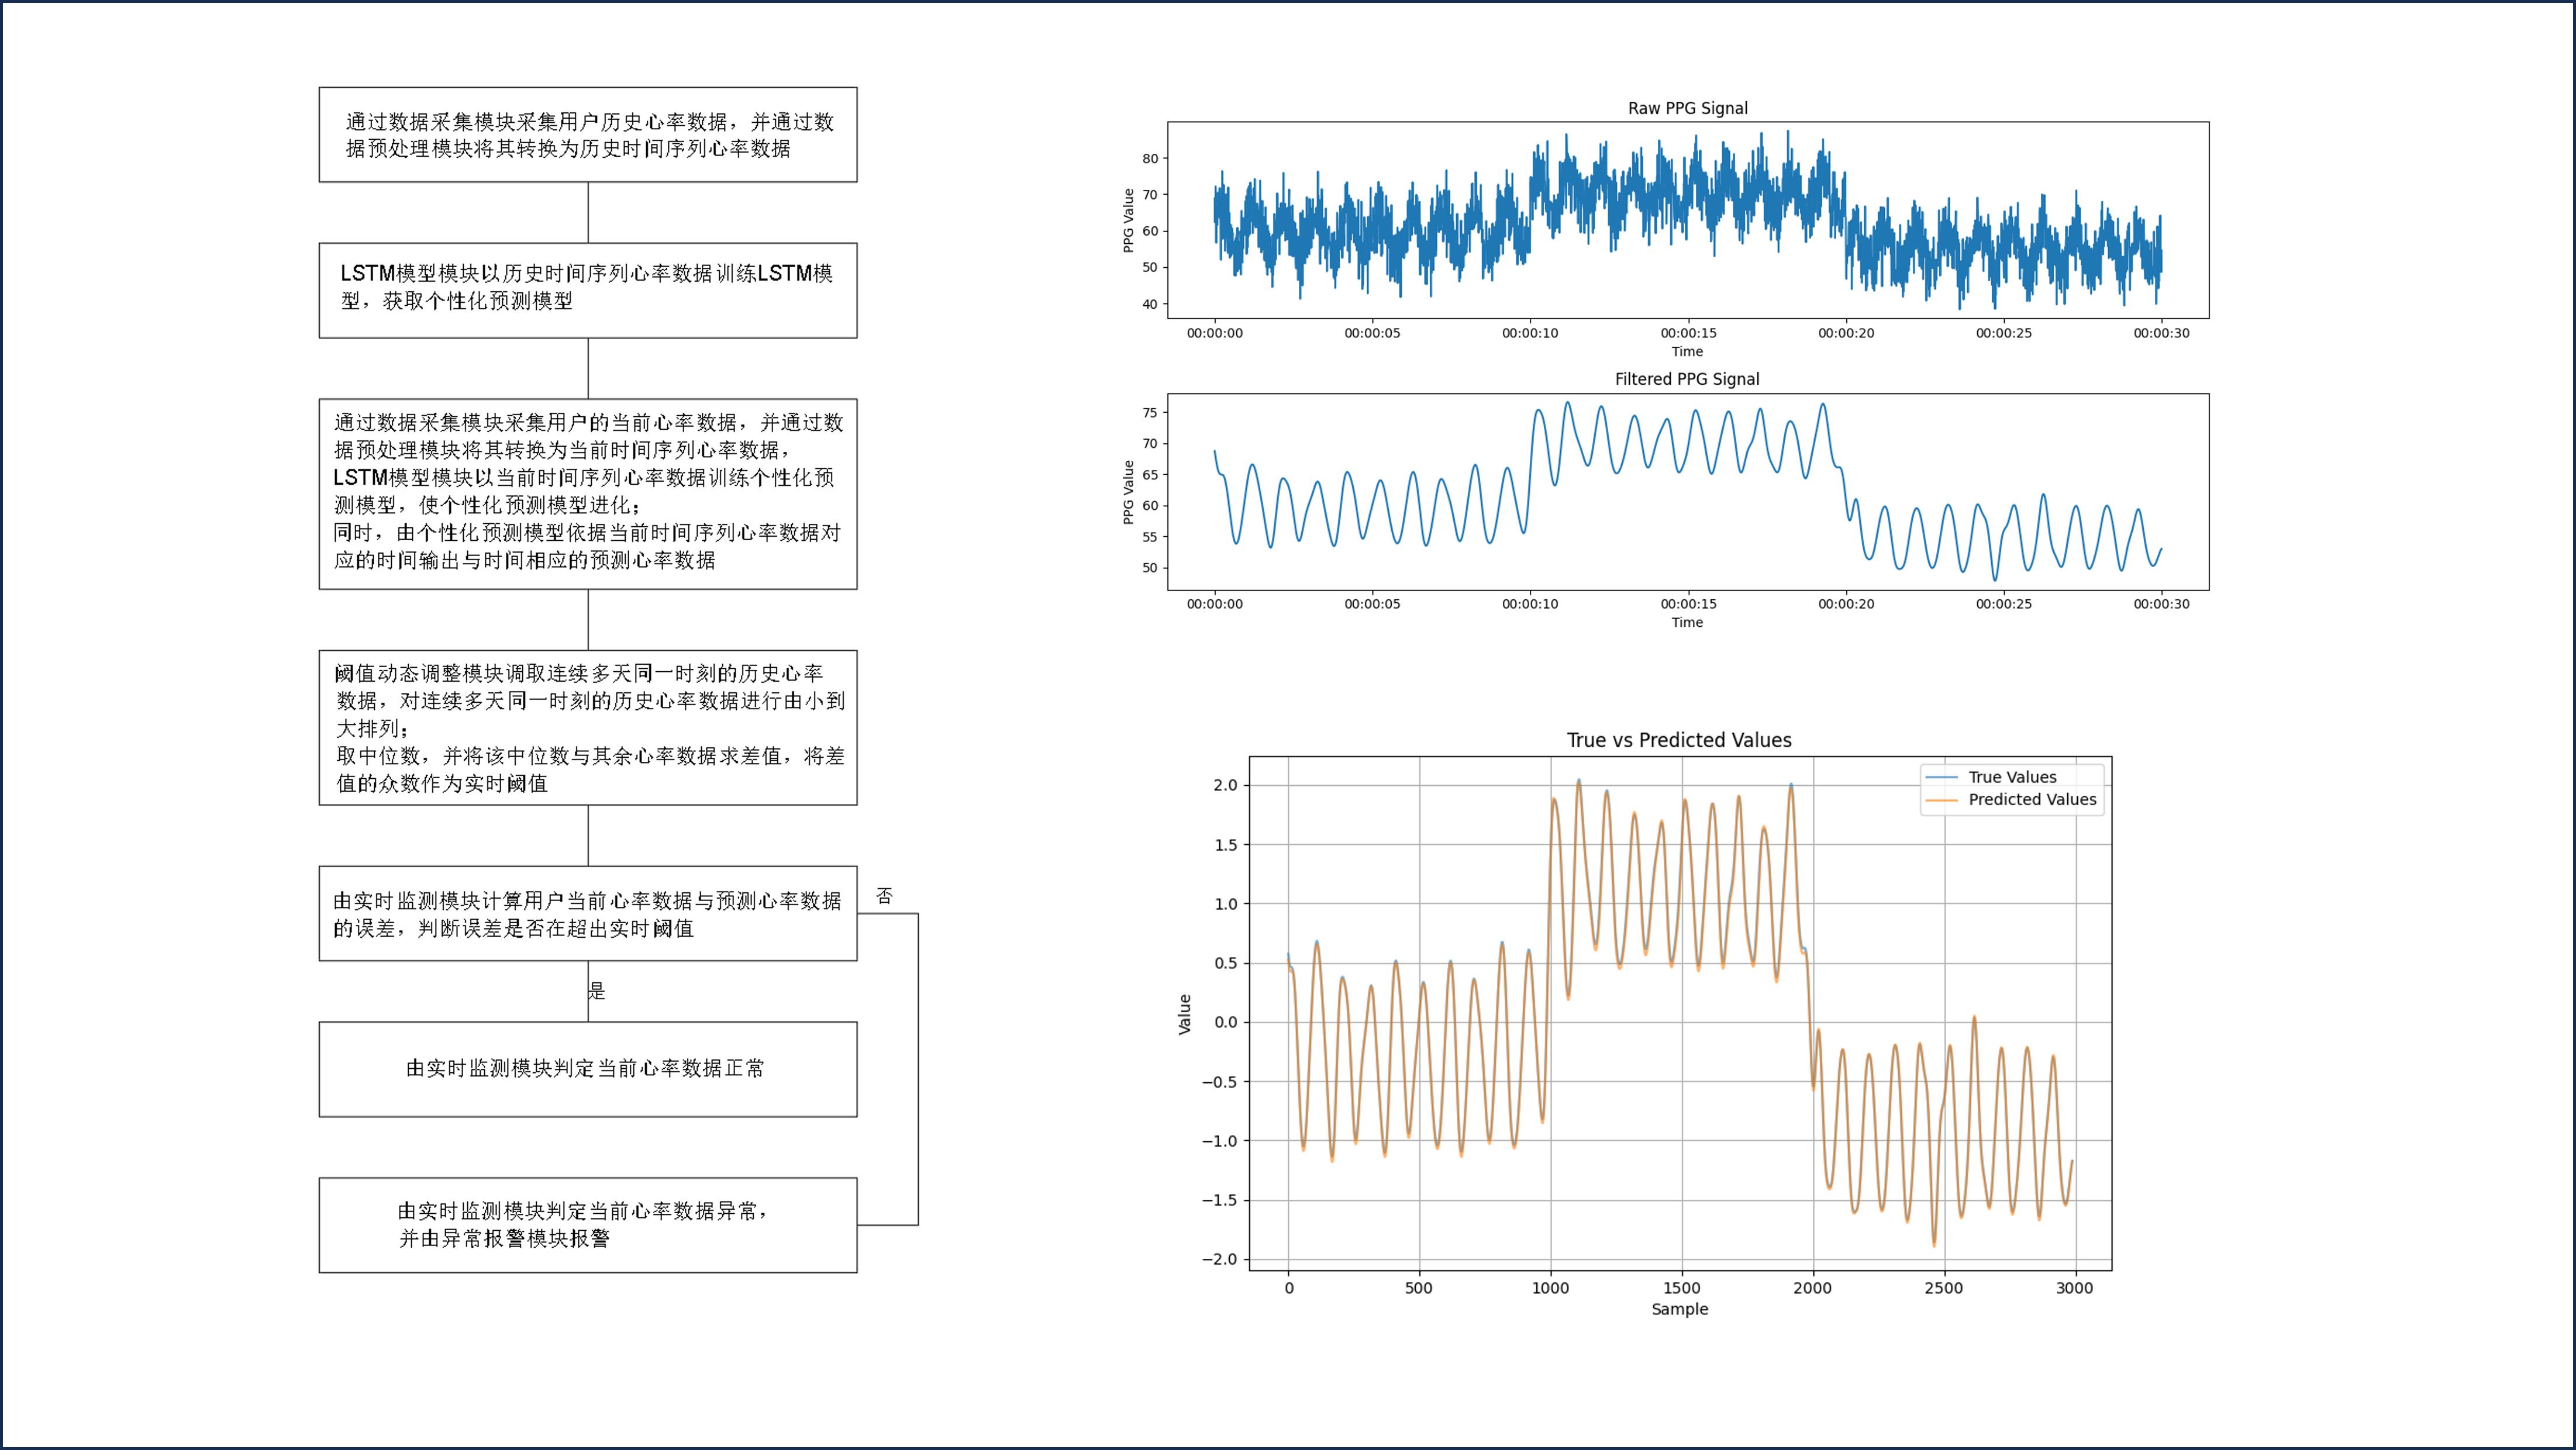 通过数据采集模块采集用户历史心率数据，并通过数
据预处理模块将其转换为历史时间序列心率数据
LSTM模型模块以历史时间序列心率数据训练LSTM模
型，获取个性化预测模型
通过数据采集模块采集用户的当前心率数据，并通过数
据预处理模块将其转换为当前时间序列心率数据，
LSTM模型模块以当前时间序列心率数据训练个性化预
测模型，使个性化预测模型进化；
同时，由个性化预测模型依据当前时间序列心率数据对
应的时间输出与时间相应的预测心率数据
阈值动态调整模块调取连续多天同一时刻的历史心率
数据，对连续多天同一时刻的历史心率数据进行由小到
大排列；
取中位数，并将该中位数与其余心率数据求差值，将差
值的众数作为实时阈值
由实时监测模块计算用户当前心率数据与预测心率数据
的误差，判断误差是否在超出实时阈值
否
是
由实时监测模块判定当前心率数据正常
由实时监测模块判定当前心率数据异常，
并由异常报警模块报警
Raw PPG Signal
PPG Value
80
70
60
50
40
00:00:00 00:00:05 00:00:10 00:00:15 00:00:20 00:00:25 00:00:30
Time
Filtered PPG Signal
PPG Value
75
70
65
60
55
50
00:00:00 00:00:05 00:00:10 00:00:15 00:00:20 00:00:25 00:00:30
Time
True vs Predicted Values
True Values
Predicted Values
Value
2.0
1.5
1.0
0.5
0.0
−0.5
−1.0
−1.5
−2.0
0 500 1000 1500 2000 2500 3000
Sample